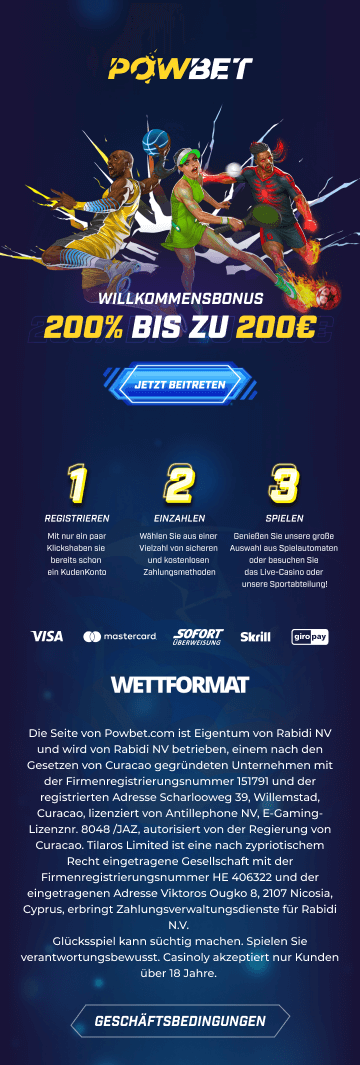 POWBET
WILLKOMMENSBONUS
200% BIS ZU 200€
JETZT BEITRETEN
1 2 3
REGISTRIEREN EINZAHLEN SPIELEN
Mit nur ein paar Wählen Sie aus einer Genießen Sie unsere große
Klickshaben sie Vielzahl von sicheren Auswahl aus Spielautomaten
bereits schon und kostenlosen oder besuchen Sie
ein KudenKonto Zahlungsmethoden das Live-Casino oder
unsere Sportabteilung!
VISA mastercard SOFORT Skrill giropay
ÜBERWEISUNG
WETTFORMAT
Die Seite von Powbet.com ist Eigentum von Rabidi NV
und wird von Rabidi NV betrieben, einem nach den
Gesetzen von Curacao gegründeten Unternehmen mit
der Firmenregistrierungsnummer 151791 und der
registrierten Adresse Scharlooweg 39, Willemstad,
Curacao, lizenziert von Antillephone NV, E-Gaming-
Lizenznr. 8048 /JAZ, autorisiert von der Regierung von
Curacao. Tilaros Limited ist eine nach zypriotischem
Recht eingetragene Gesellschaft mit der
Firmenregistrierungsnummer HE 406322 und der
eingetragenen Adresse Viktoros Ougko 8, 2107 Nicosia,
Cyprus, erbringt Zahlungsverwaltungsdienste für Rabidi
N.V.
Glücksspiel kann süchtig machen. Spielen Sie
verantwortungsbewusst. Casinoly akzeptiert nur Kunden
über 18 Jahre.
GESCHÄFTSBEDINGUNGEN